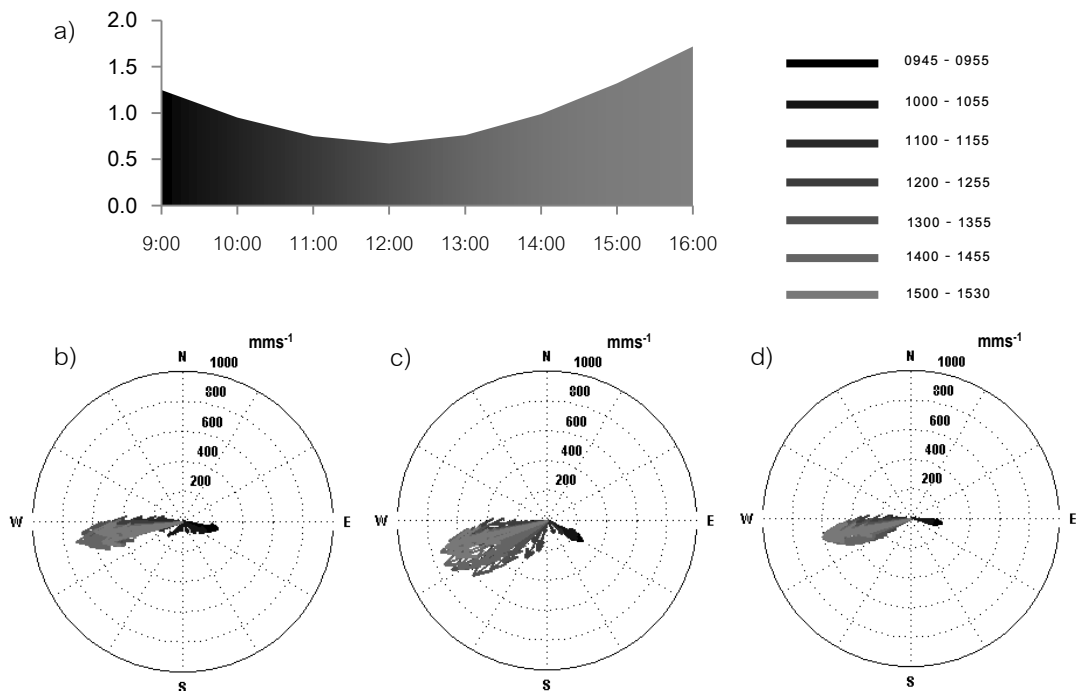 a)
2.0
1.5
1.0
0.5
0.0
9:00 10:00 11:00 12:00 13:00 14:00 15:00 16:00
0945 - 0955
1000 - 1055
1100 - 1155
1200 - 1255
1300 - 1355
1400 - 1455
1500 - 1530
b)
mms⁻¹
N
1000
800
600
400
200
W
E
S
c)
mms⁻¹
N
1000
800
600
400
200
W
E
S
d)
mms⁻¹
N
1000
800
600
400
200
W
E
S